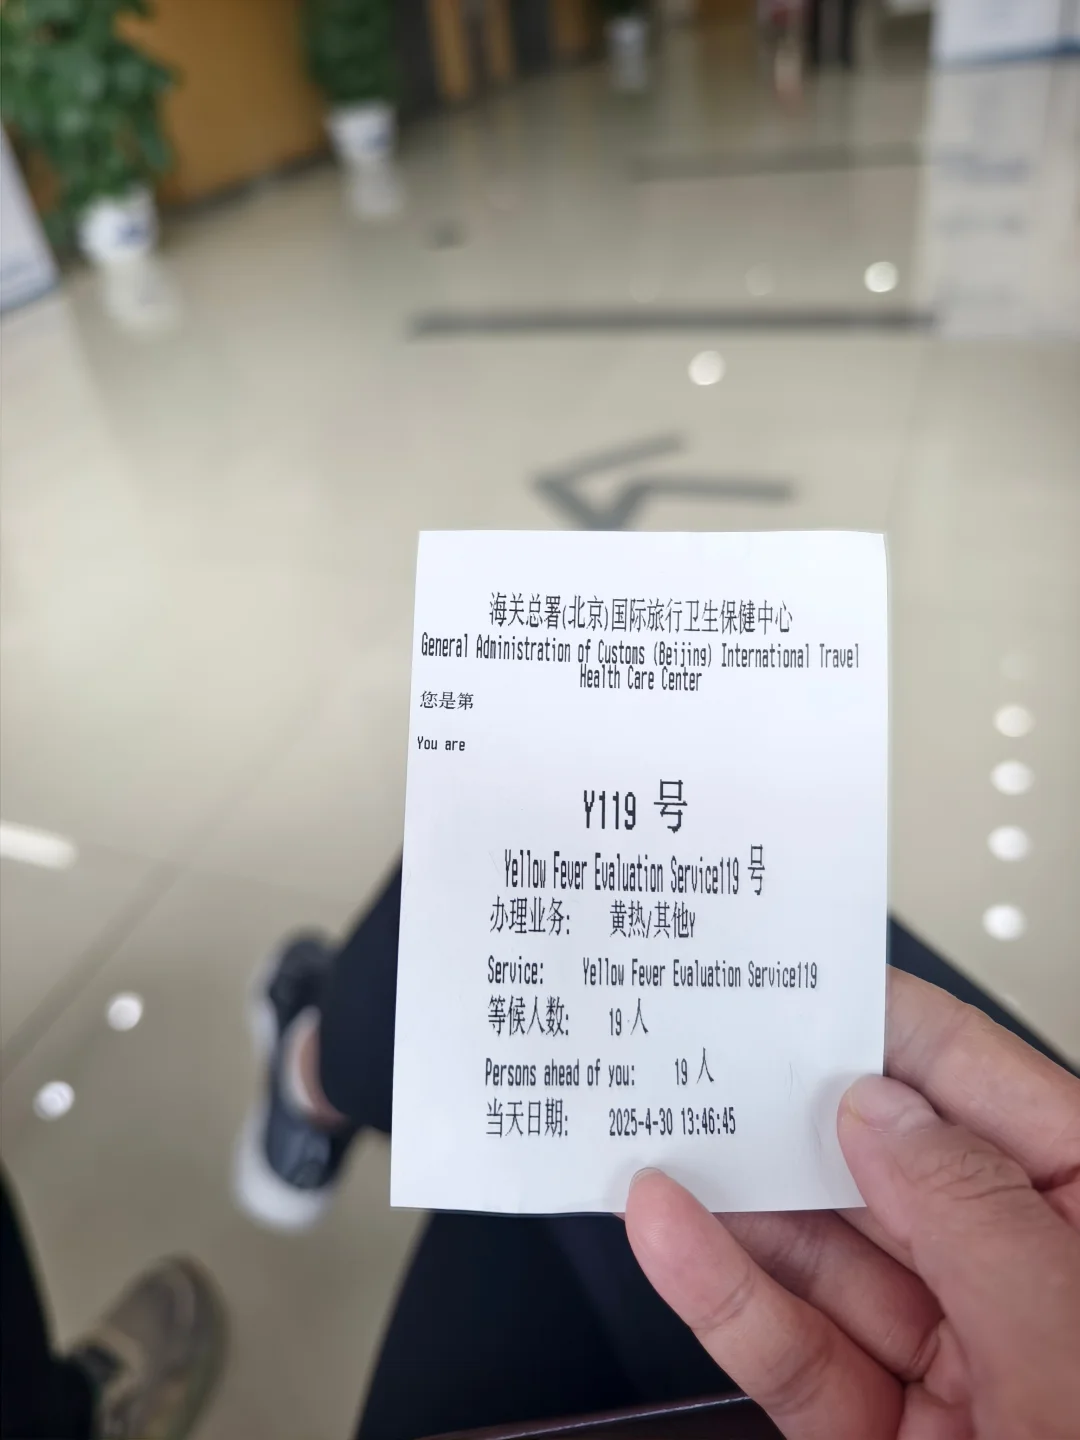 海关总署(北京)国际旅行卫生保健中心
General Administration of Customs (Beijing) International Travel
Health Care Center
您是第
You are
Y119 号
Yellow Fever Evaluation Service119 号
办理业务: 黄热/其他Y
Service: Yellow Fever Evaluation Service119
等候人数: 19 人
Persons ahead of you: 19 人
当天日期: 2025-4-30 13:46:45